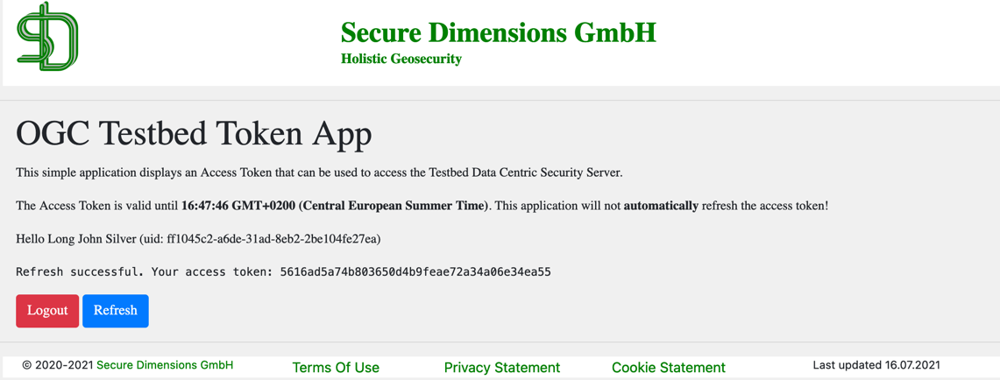 SD
Secure Dimensions GmbH
Holistic Geosecurity
OGC Testbed Token App
This simple application displays an Access Token that can be used to access the Testbed Data Centric Security Server.
The Access Token is valid until 16:47:46 GMT+0200 (Central European Summer Time). This application will not automatically refresh the access token!
Hello Long John Silver (uid: ff1045c2-a6de-31ad-8eb2-2be104fe27ea)
Refresh successful. Your access token: 5616ad5a74b803650d4b9feae72a34a06e34ea55
Logout Refresh
© 2020-2021 Secure Dimensions GmbH Terms Of Use Privacy Statement Cookie Statement Last updated 16.07.2021